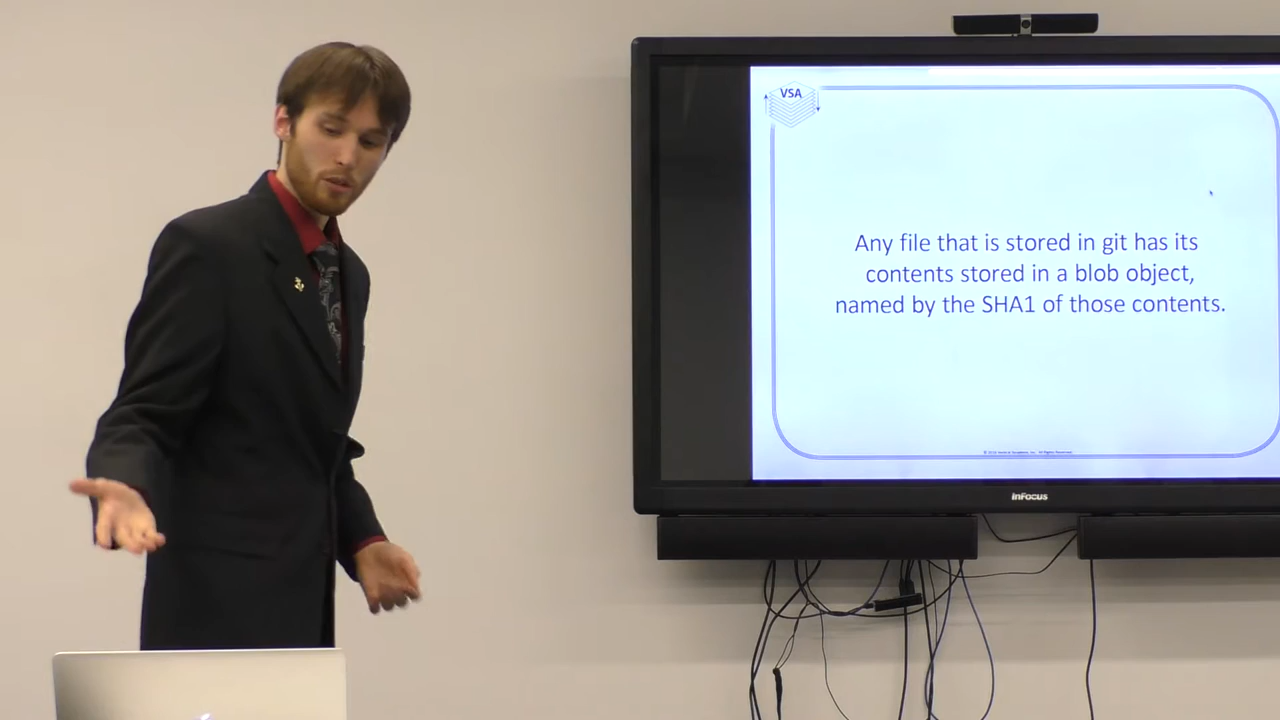 VSA
Any file that is stored in git has its
contents stored in a blob object,
named by the SHA1 of those contents.
InFocus